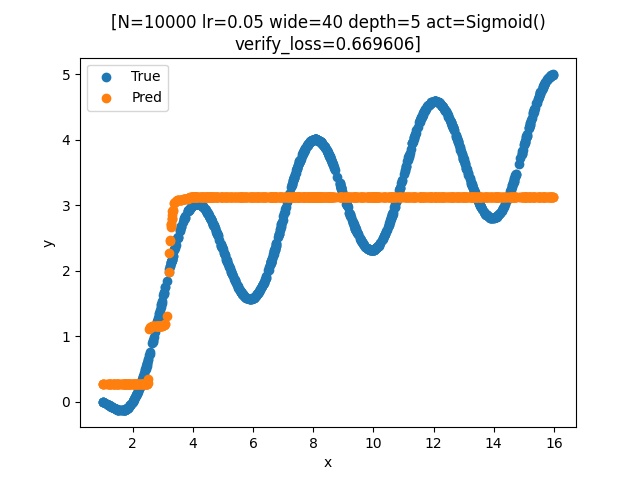 [N=10000 lr=0.05 wide=40 depth=5 act=Sigmoid()
verify_loss=0.669606]
True
Pred
5
4
3
2
1
0
y
2 4 6 8 10 12 14 16
x